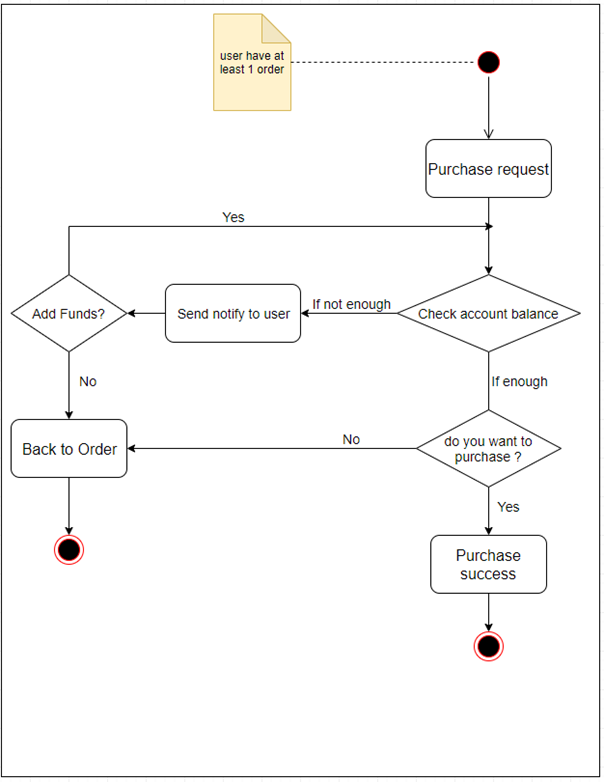 user have at
least 1 order
Purchase request
Yes
Add Funds?
Send notify to user
If not enough
Check account balance
No
If enough
Back to Order
No
do you want to
purchase ?
Yes
Purchase
success